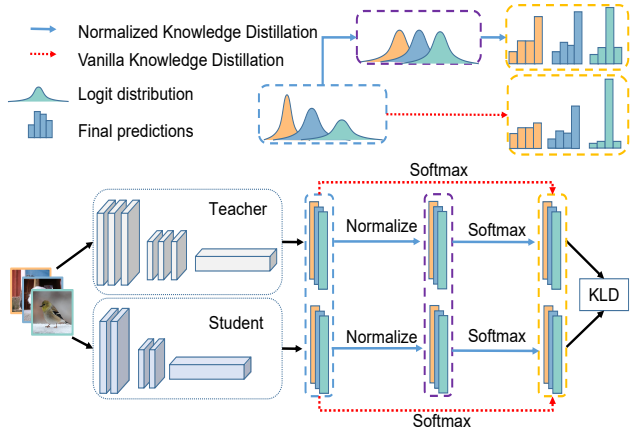 Normalized Knowledge Distillation
Vanilla Knowledge Distillation
Logit distribution
Final predictions
Softmax
Teacher
Normalize
Softmax
KLD
Student
Normalize
Softmax
Softmax